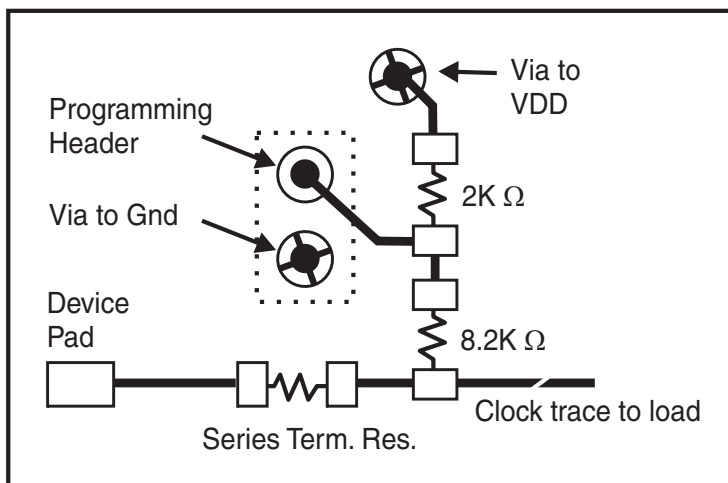 Via to
VDD
Programming
Header
2K Ω
Via to Gnd
Device
Pad
8.2K Ω
Clock trace to load
Series Term. Res.